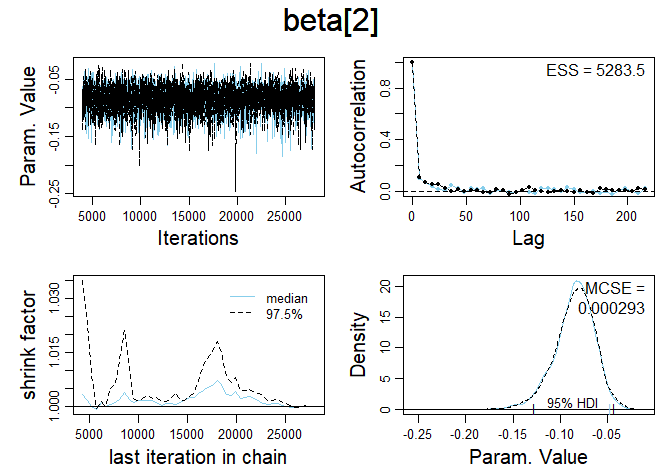 beta[2]
Param. Value
-0.25
-0.15
-0.05
5000 10000 15000 20000 25000
Iterations
Autocorrelation
0.0
0.4
0.8
ESS = 5283.5
0 50 100 150 200
Lag
shrink factor
1.000
1.015
1.030
median
97.5%
5000 10000 15000 20000 25000
last iteration in chain
Density
0
5
10
15
20
MCSE =
0.000293
95% HDI
-0.25 -0.20 -0.15 -0.10 -0.05
Param. Value